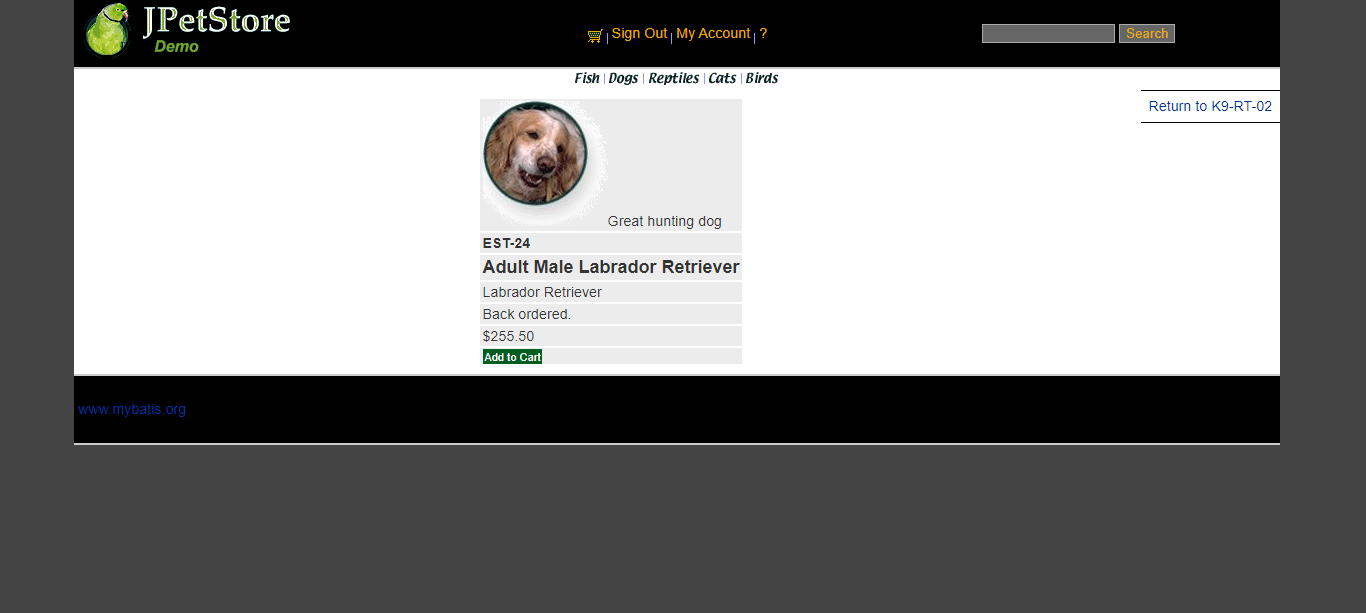 JPetStore
Demo
Sign Out | My Account | ?
Search
Fish | Dogs | Reptiles | Cats | Birds
Return to K9-RT-02
Great hunting dog
EST-24
Adult Male Labrador Retriever
Labrador Retriever
Back ordered.
$255.50
Add to Cart
www.mybatis.org